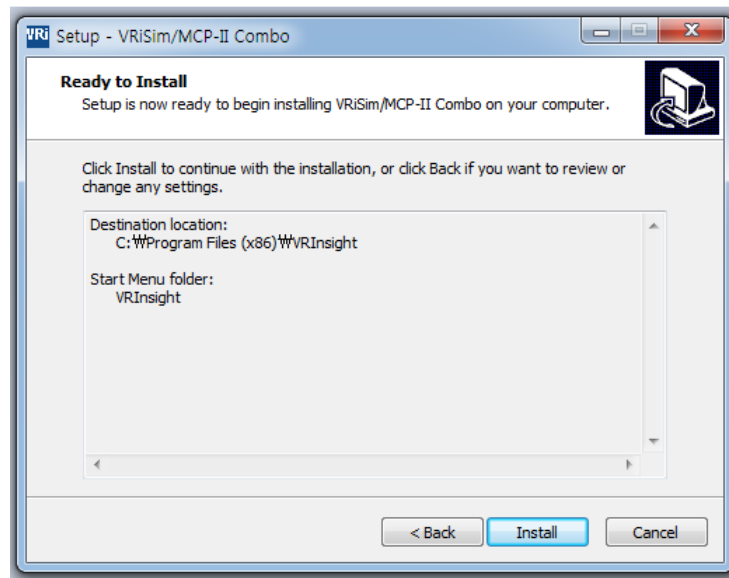 VRi Setup - VRiSim/MCP-II Combo
Ready to Install
Setup is now ready to begin installing VRiSim/MCP-II Combo on your computer.
Click Install to continue with the installation, or click Back if you want to review or
change any settings.
Destination location:
C:₩Program Files (x86)₩VRInsight
Start Menu folder:
VRInsight
< Back
Install
Cancel